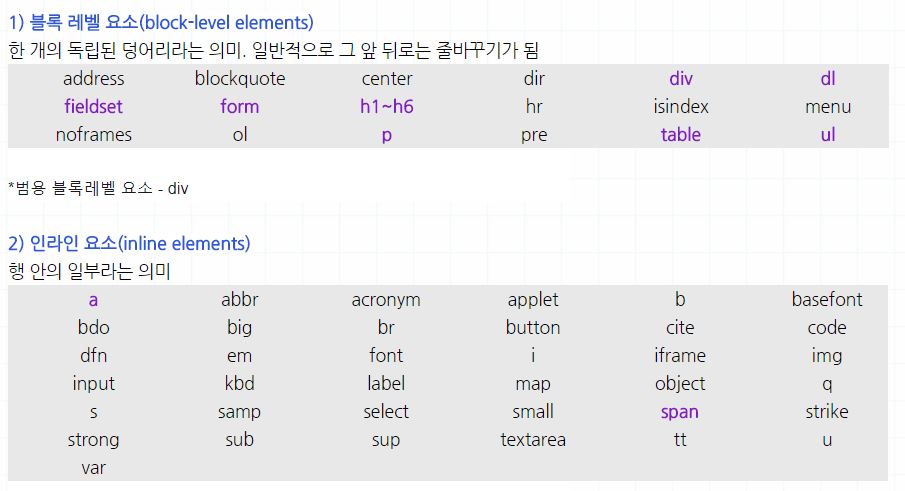 1) 블록 레벨 요소(block-level elements)
한 개의 독립된 덩어리라는 의미. 일반적으로 그 앞 뒤로는 줄바꾸기가 됨
address blockquote center dir div dl
fieldset form h1~h6 hr isindex menu
noframes ol p pre table ul
*범용 블록레벨 요소 - div
2) 인라인 요소(inline elements)
행 안의 일부라는 의미
a abbr acronym applet b basefont
bdo big br button cite code
dfn em font i iframe img
input kbd label map object q
s samp select small span strike
strong sub sup textarea tt u
var